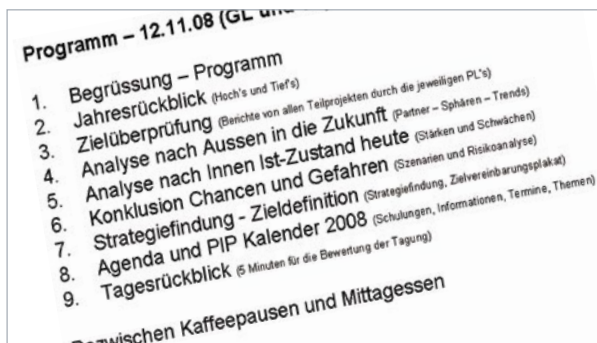 Programm – 12.11.08 (GL und
1. Begrüssung – Programm
2. Jahresrückblick (Hoch's und Tief's)
3. Zielüberprüfung (Berichte von allen Teilprojekten durch die jeweiligen PL's)
4. Analyse nach Aussen in die Zukunft (Partner – Sphären – Trends)
5. Analyse nach Innen Ist-Zustand heute (Stärken und Schwächen)
6. Konklusion Chancen und Gefahren (Szenarien und Risikoanalyse)
7. Strategiefindung - Zieldefinition (Strategiefindung, Zielvereinbarungsplakat)
8. Agenda und PIP Kalender 2008 (Schulungen, Informationen, Termine, Themen)
9. Tagesrückblick (5 Minuten für die Bewertung der Tagung)
Dazwischen Kaffeepausen und Mittagessen